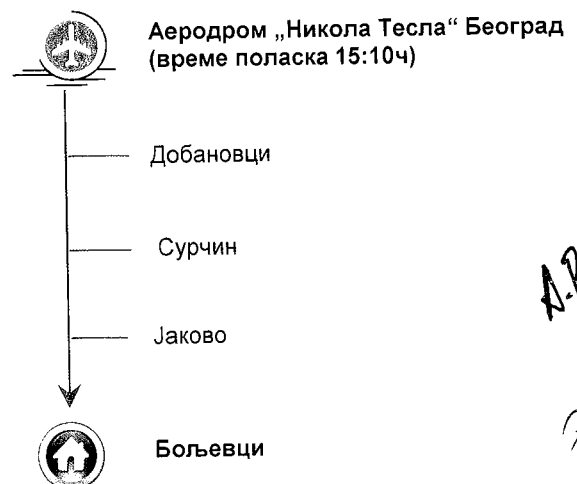 Аеродром „Никола Тесла“ Београд
(време поласка 15:10ч)
Добановци
Сурчин
Јаково
Бољевци